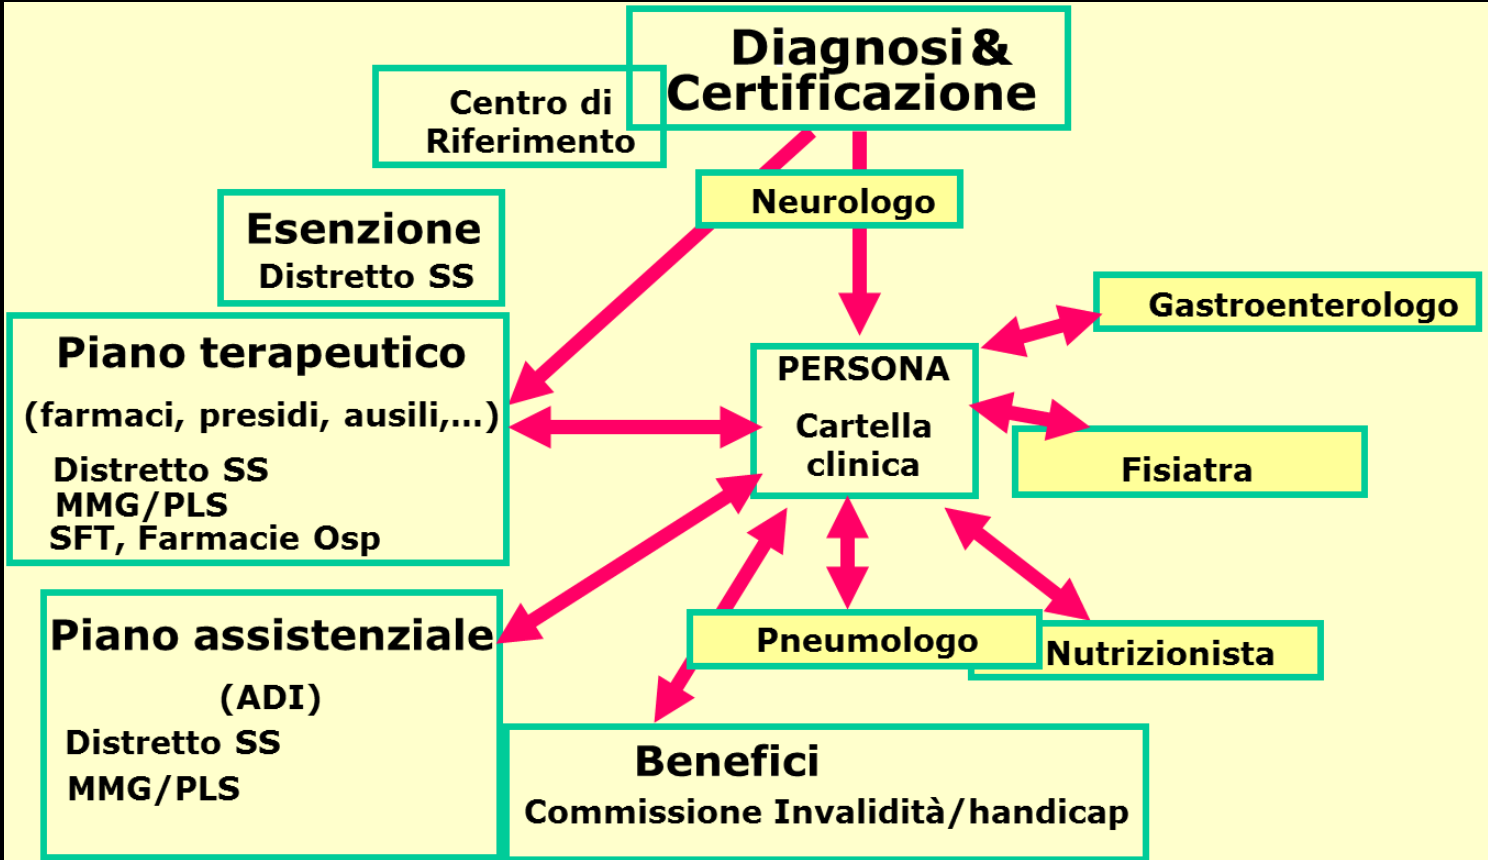 Diagnosi &
Certificazione
Centro di
Riferimento
Neurologo
Esenzione
Distretto SS
Gastroenterologo
Piano terapeutico
(farmaci, presidi, ausili,...)
Distretto SS
MMG/PLS
SFT, Farmacie Osp
PERSONA
Cartella
clinica
Fisiatra
Piano assistenziale
(ADI)
Distretto SS
MMG/PLS
Pneumologo
Nutrizionista
Benefici
Commissione Invalidità/handicap